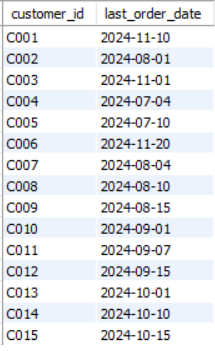 customer_id last_order_date
C001 2024-11-10
C002 2024-08-01
C003 2024-11-01
C004 2024-07-04
C005 2024-07-10
C006 2024-11-20
C007 2024-08-04
C008 2024-08-10
C009 2024-08-15
C010 2024-09-01
C011 2024-09-07
C012 2024-09-15
C013 2024-10-01
C014 2024-10-10
C015 2024-10-15